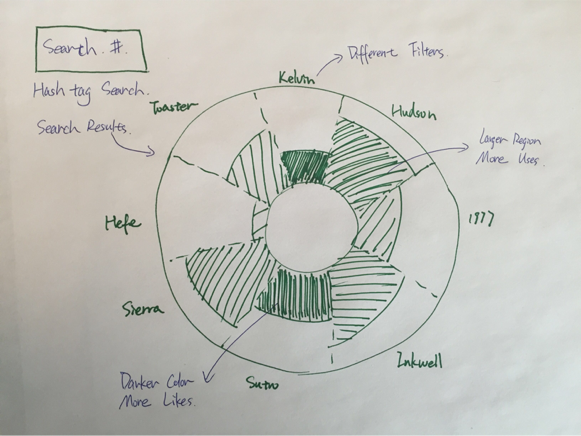 Search. #.
Hash tag Search.
Search Results.
Different Filters.
Kelvin
Toaster
Hudson
Larger Region
More Uses.
Hefe
1977
Sierra
Inkwell
Sutro
Darker Color
More Likes.